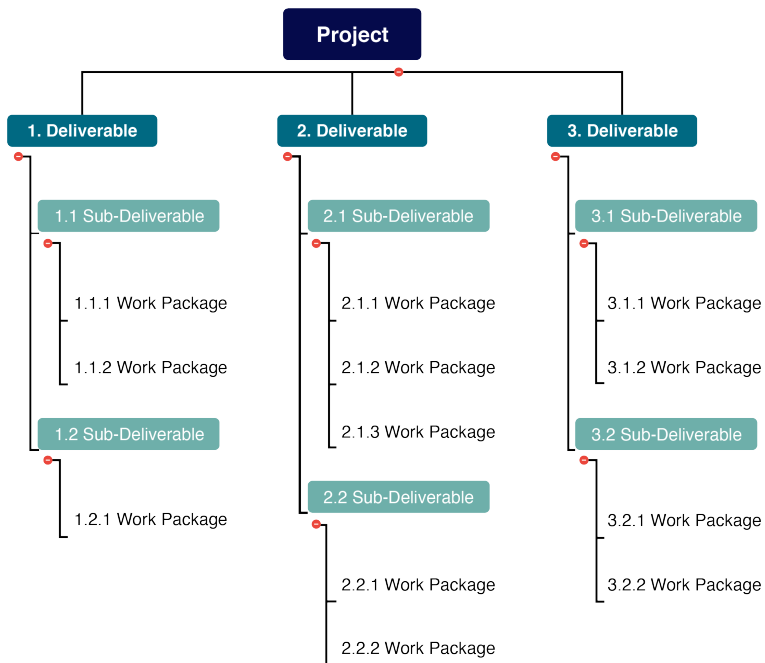 Project
1. Deliverable
1.1 Sub-Deliverable
1.1.1 Work Package
1.1.2 Work Package
1.2 Sub-Deliverable
1.2.1 Work Package
2. Deliverable
2.1 Sub-Deliverable
2.1.1 Work Package
2.1.2 Work Package
2.1.3 Work Package
2.2 Sub-Deliverable
2.2.1 Work Package
2.2.2 Work Package
3. Deliverable
3.1 Sub-Deliverable
3.1.1 Work Package
3.1.2 Work Package
3.2 Sub-Deliverable
3.2.1 Work Package
3.2.2 Work Package